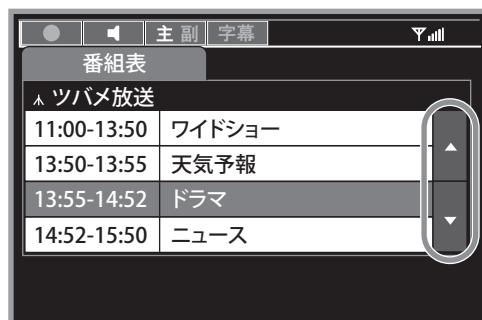 主 副 字幕
番組表
ツバメ放送
11:00-13:50 ワイドショー
13:50-13:55 天気予報
13:55-14:52 ドラマ
14:52-15:50 ニュース